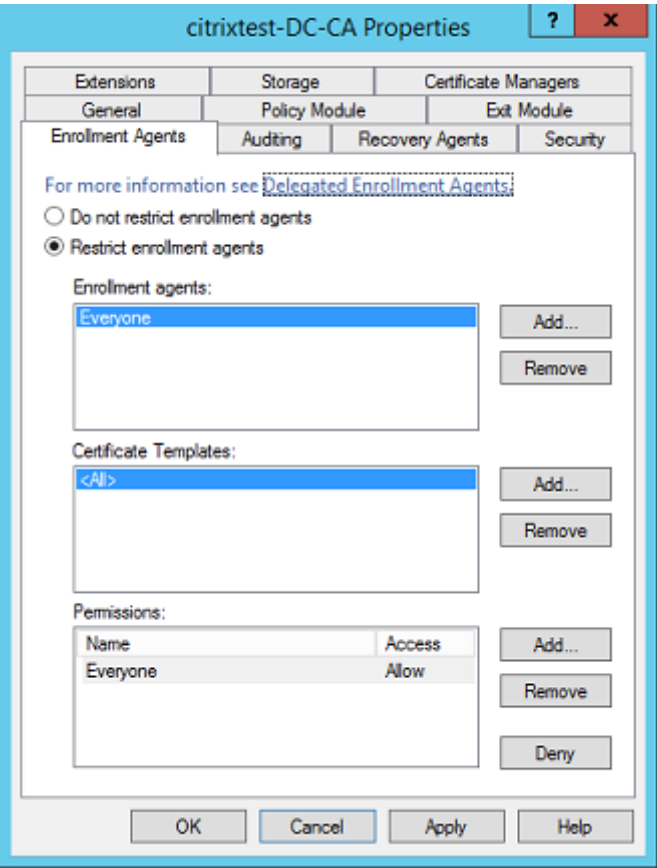 citrixtest-DC-CA Properties
? x
Extensions Storage Certificate Managers
General Policy Module Exit Module
Enrollment Agents Auditing Recovery Agents Security
For more information see Delegated Enrollment Agents.
Do not restrict enrollment agents
Restrict enrollment agents
Enrollment agents:
Everyone
Add...
Remove
Certificate Templates:
<All>
Add...
Remove
Permissions:
Name Access
Everyone Allow
Add...
Remove
Deny
OK Cancel Apply Help